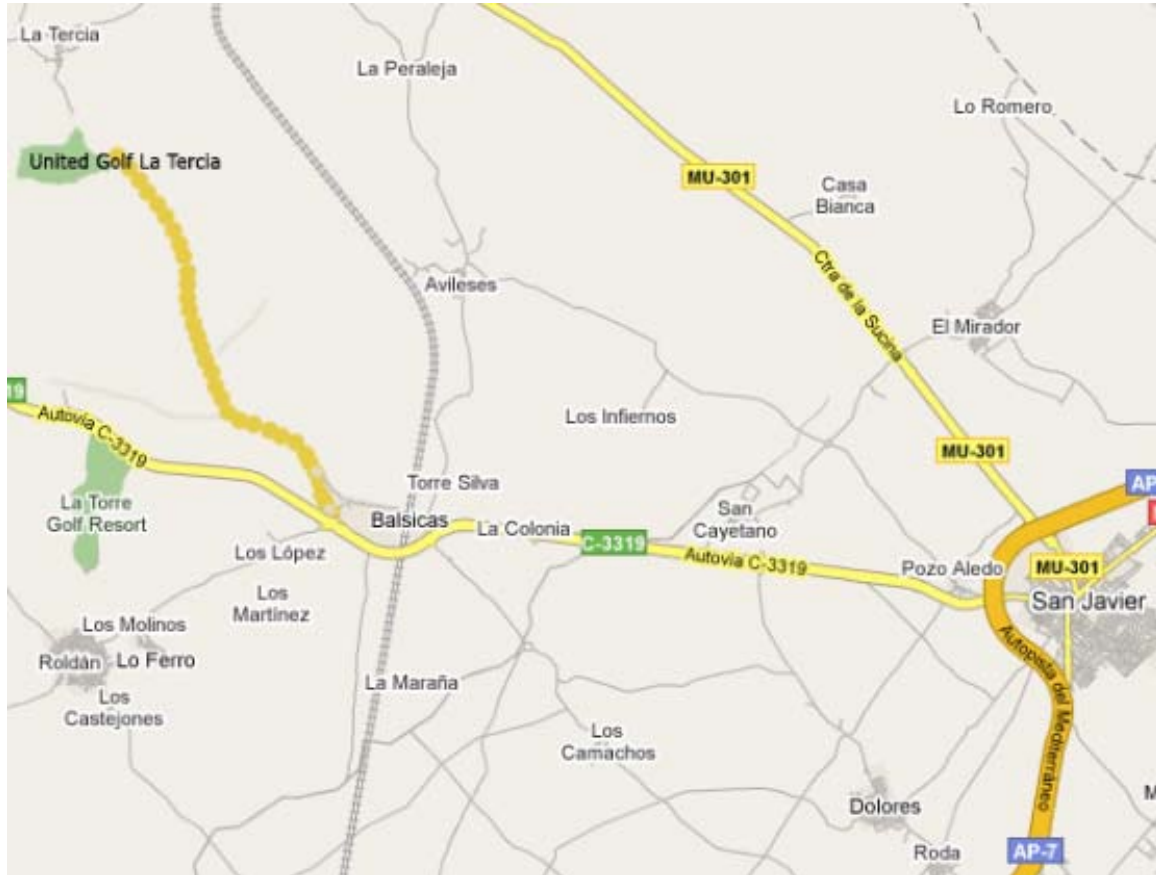 La Tercia
La Peraleja
Lo Romero
United Golf La Tercia
MU-301
Casa
Bianca
Ctra de la Sucina
Avileses
El Mirador
19
Autovía C-3319
Los Infiernos
MU-301
La Torre
Golf Resort
Torre Silva
Balsicas
La Colonia
C-3319
San
Cayetano
Autovia C-3319
AP-
Los López
Pozo Aledo
MU-301
San Javier
Los
Martinez
Los Molinos
Roldán
Lo Ferro
Los
Castejones
La Maraña
Los
Camachos
Autopista del Mediterráneo
Dolores
Roda
AP-7
M